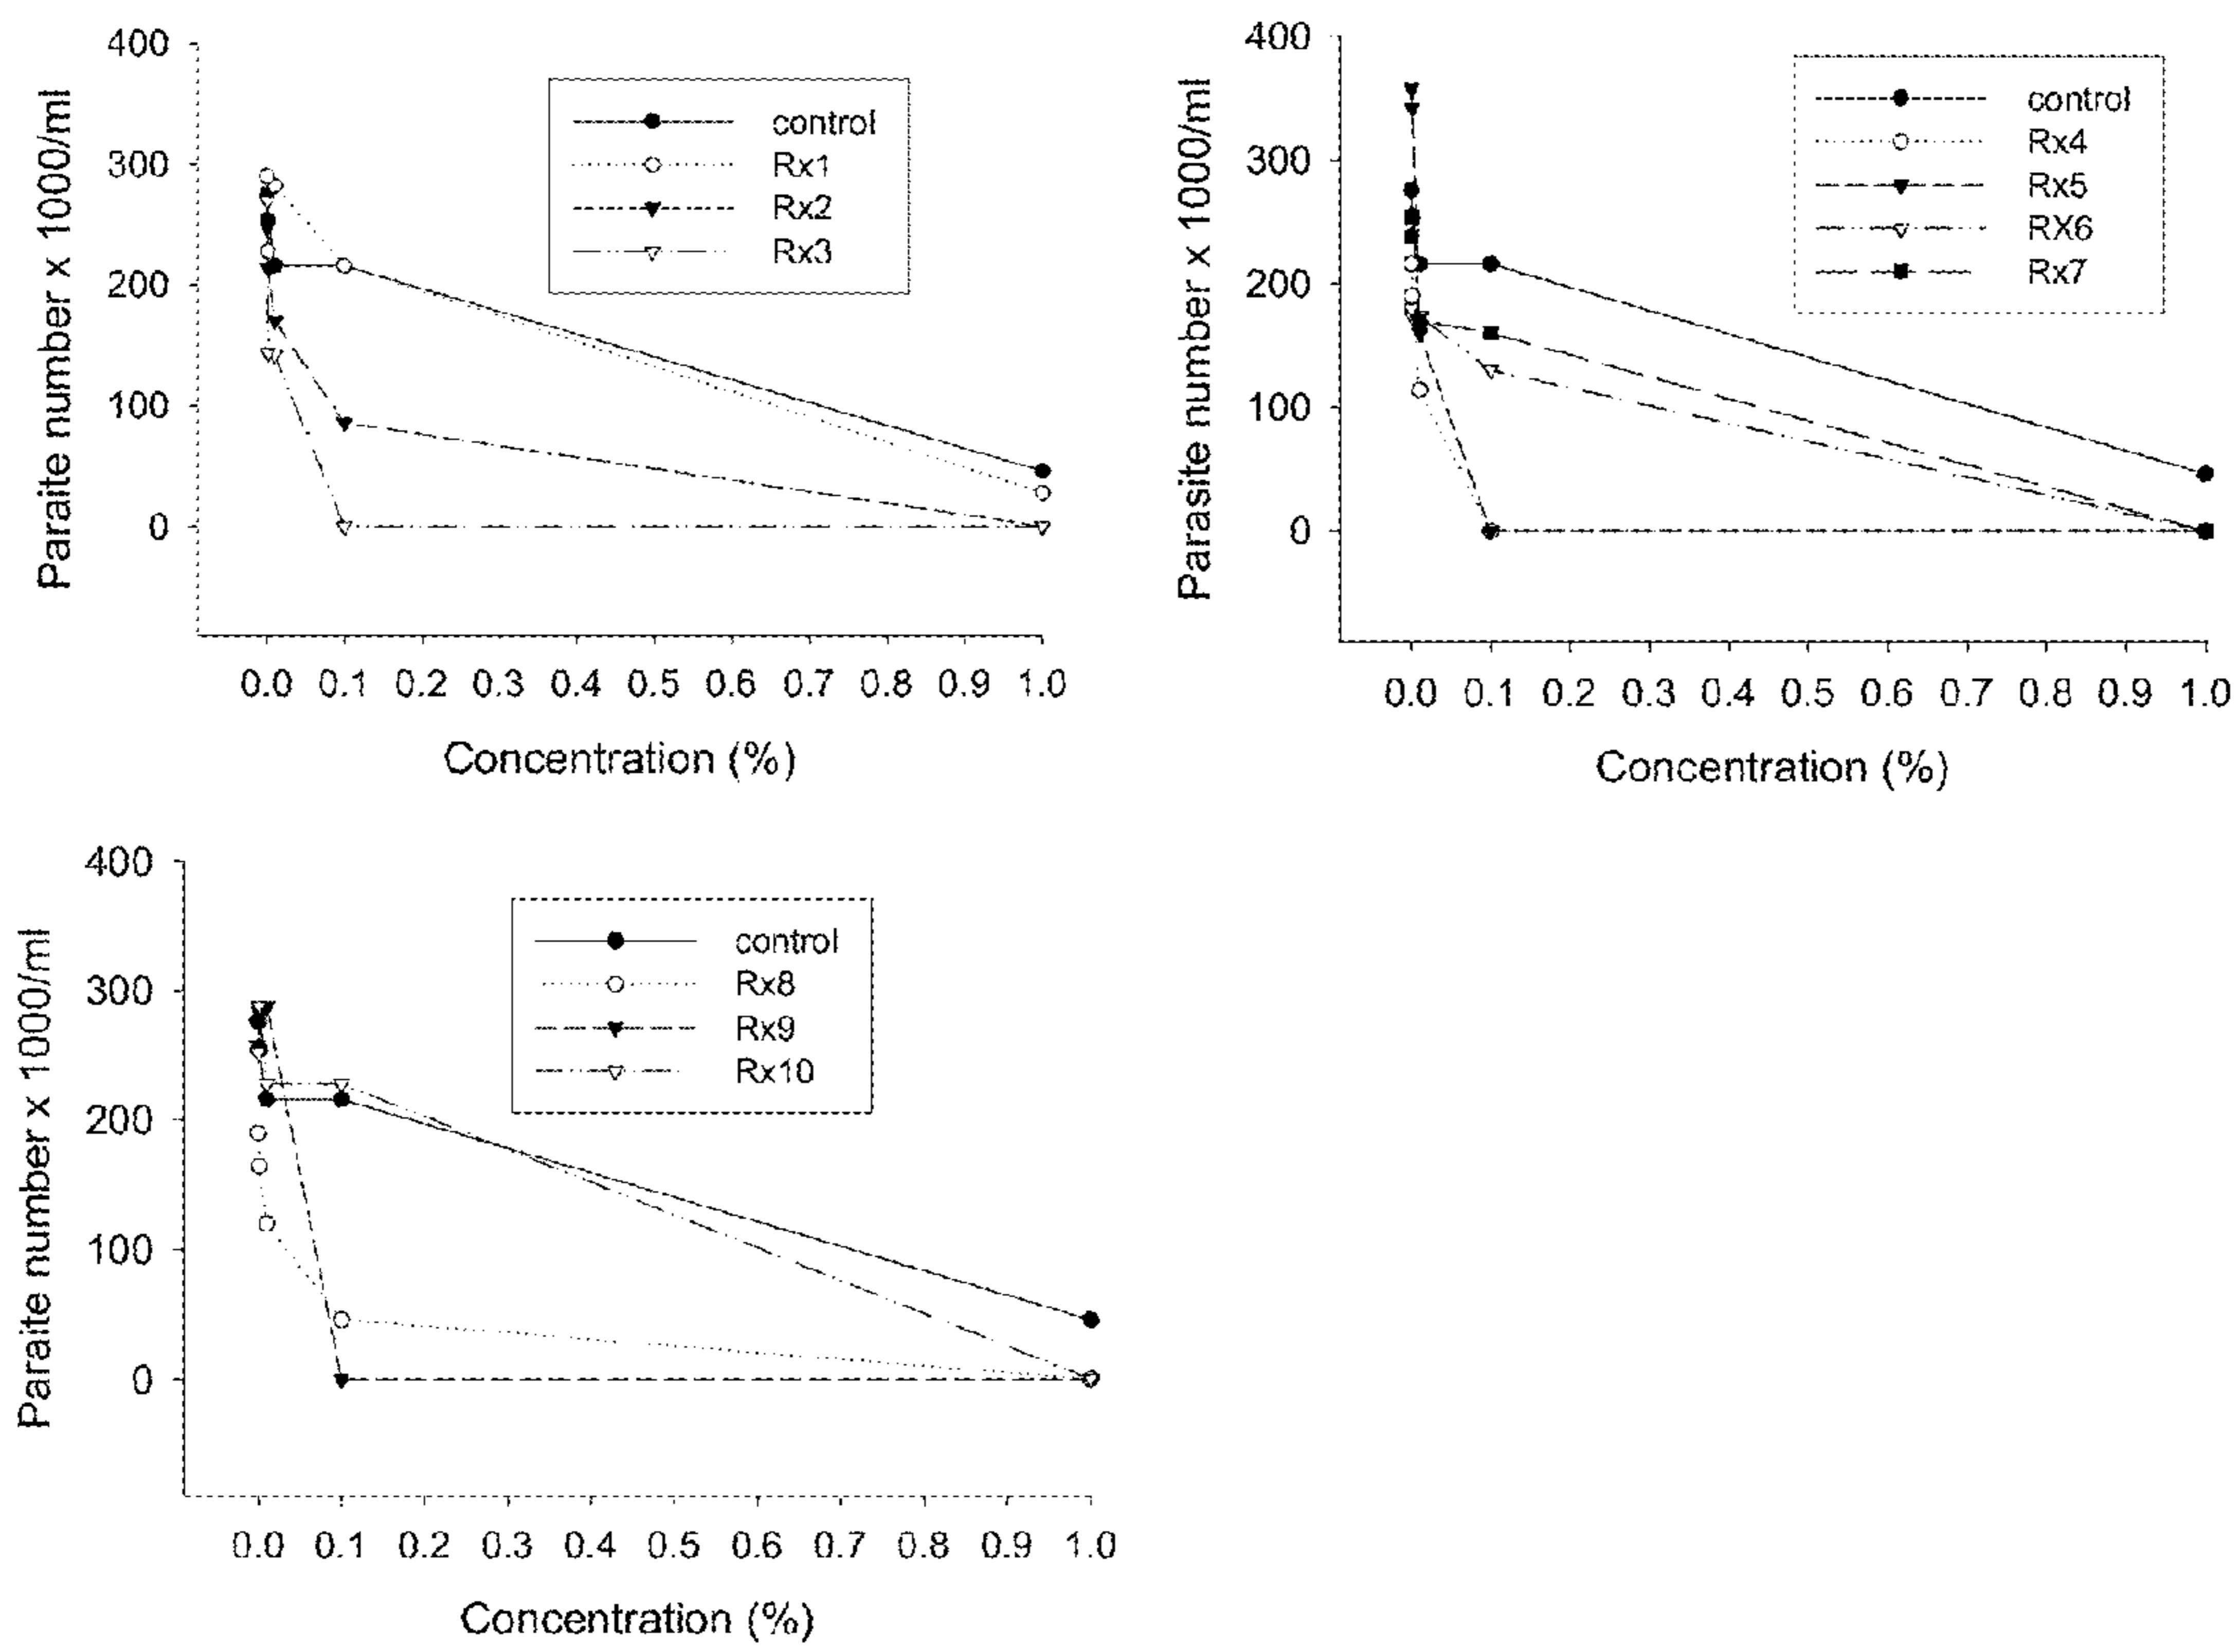 400
300
200
100
0
Paraite number x 1000/ml
control
Rx1
Rx2
Rx3
0.0 0.1 0.2 0.3 0.4 0.5 0.6 0.7 0.8 0.9 1.0
Concentration (%)
400
300
200
100
0
Parasite number x 1000/ml
control
Rx4
Rx5
RX6
Rx7
0.0 0.1 0.2 0.3 0.4 0.5 0.6 0.7 0.8 0.9 1.0
Concentration (%)
400
300
200
100
0
Paraite number x 1000/ml
control
Rx8
Rx9
Rx10
0.0 0.1 0.2 0.3 0.4 0.5 0.6 0.7 0.8 0.9 1.0
Concentration (%)